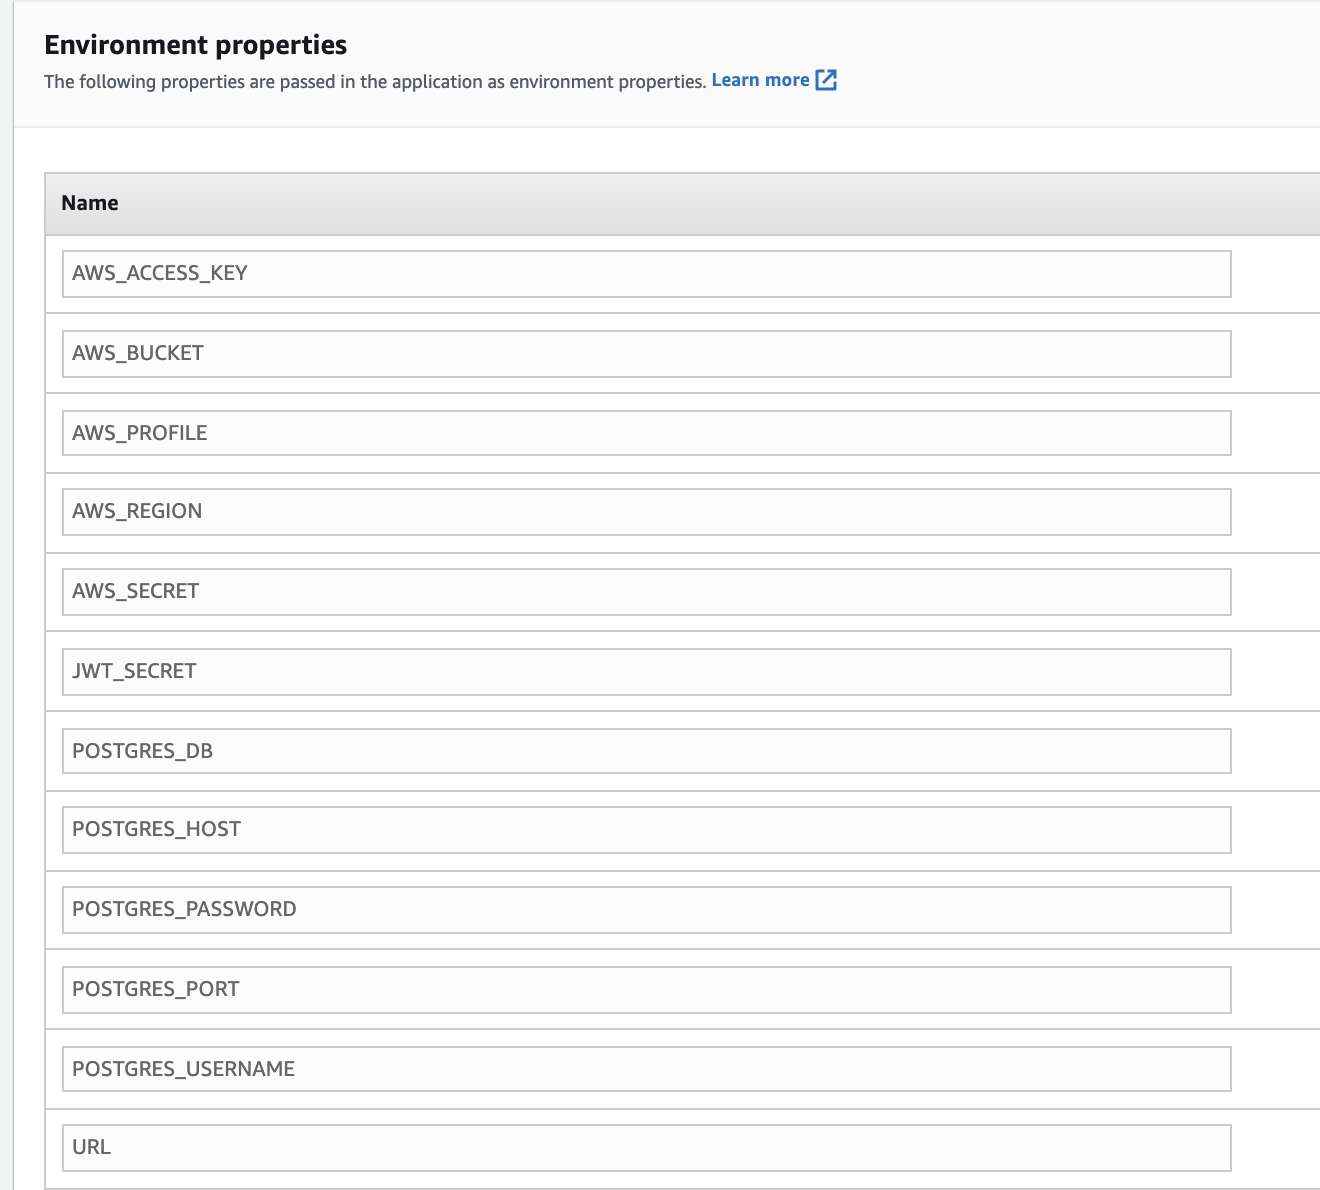 Environment properties
The following properties are passed in the application as environment properties. Learn more
Name
AWS_ACCESS_KEY
AWS_BUCKET
AWS_PROFILE
AWS_REGION
AWS_SECRET
JWT_SECRET
POSTGRES_DB
POSTGRES_HOST
POSTGRES_PASSWORD
POSTGRES_PORT
POSTGRES_USERNAME
URL